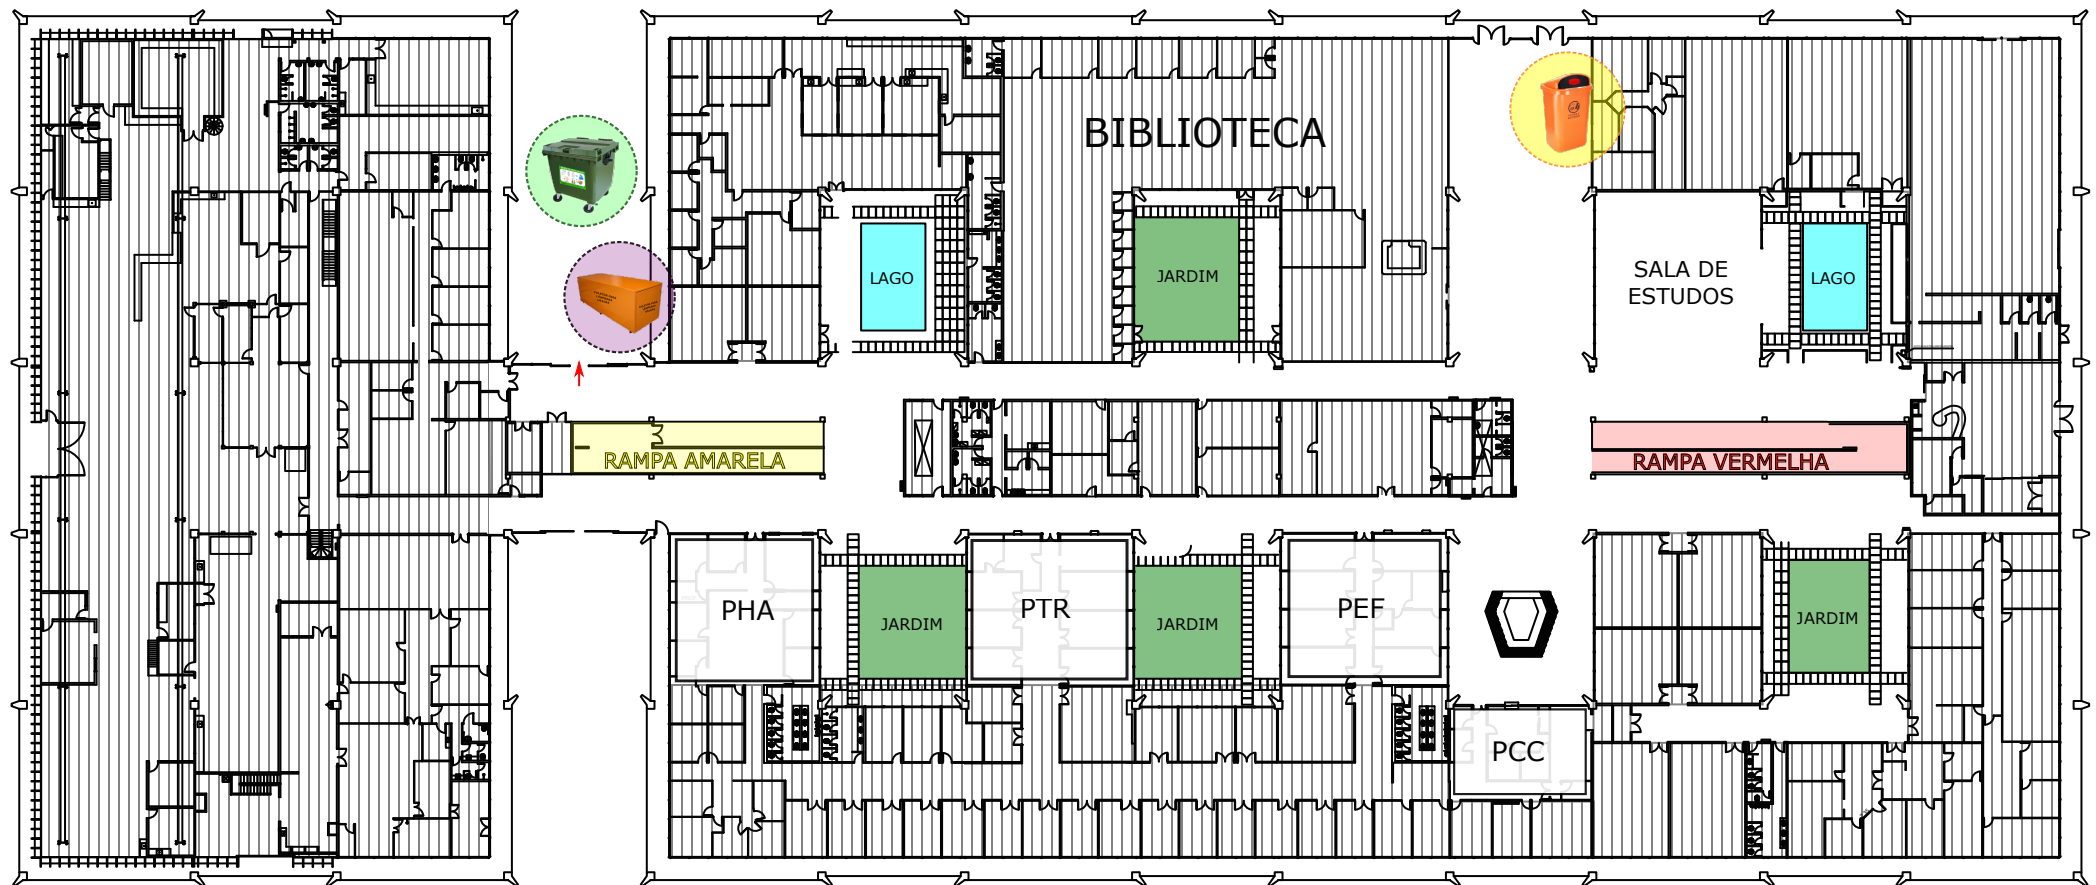 BIBLIOTECA
LAGO
JARDIM
SALA DE
ESTUDOS
LAGO
RAMPA AMARELA
RAMPA VERMELHA
PHA
JARDIM
PTR
JARDIM
PEF
JARDIM
PCC